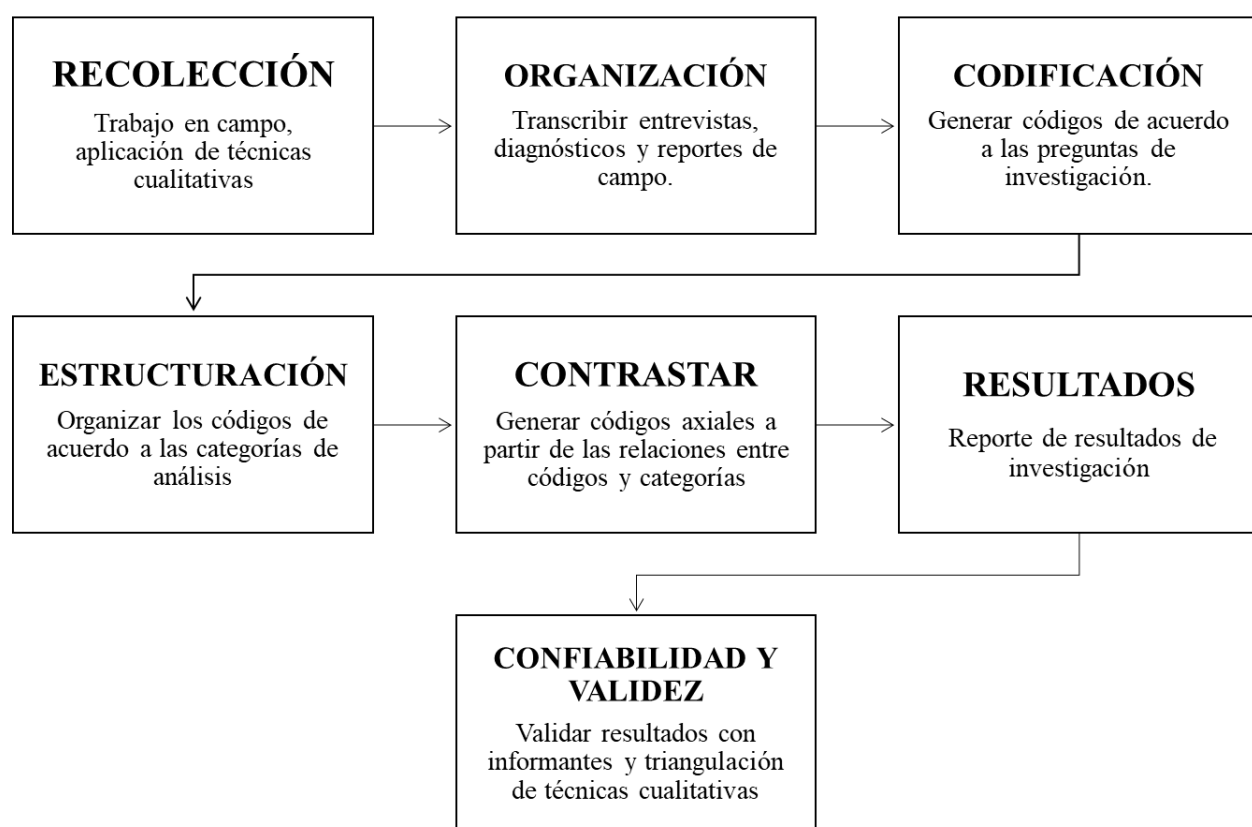 RECOLECCIÓN
Trabajo en campo,
aplicación de técnicas
cualitativas
ORGANIZACIÓN
Transcribir entrevistas,
diagnósticos y reportes de
campo.
CODIFICACIÓN
Generar códigos de acuerdo
a las preguntas de
investigación.
ESTRUCTURACIÓN
Organizar los códigos de
acuerdo a las categorías de
análisis
CONTRASTAR
Generar códigos axiales a
partir de las relaciones entre
códigos y categorías
RESULTADOS
Reporte de resultados de
investigación
CONFIABILIDAD Y
VALIDEZ
Validar resultados con
informantes y triangulación
de técnicas cualitativas